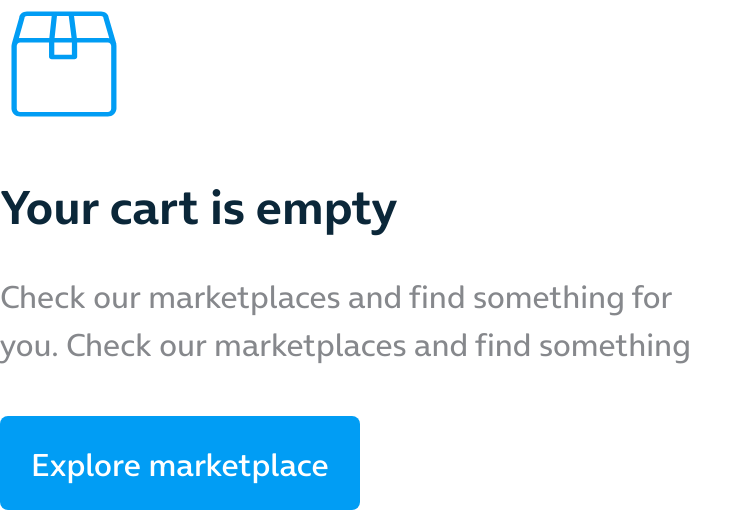 Your cart is empty
Check our marketplaces and find something for
you. Check our marketplaces and find something
Explore marketplace